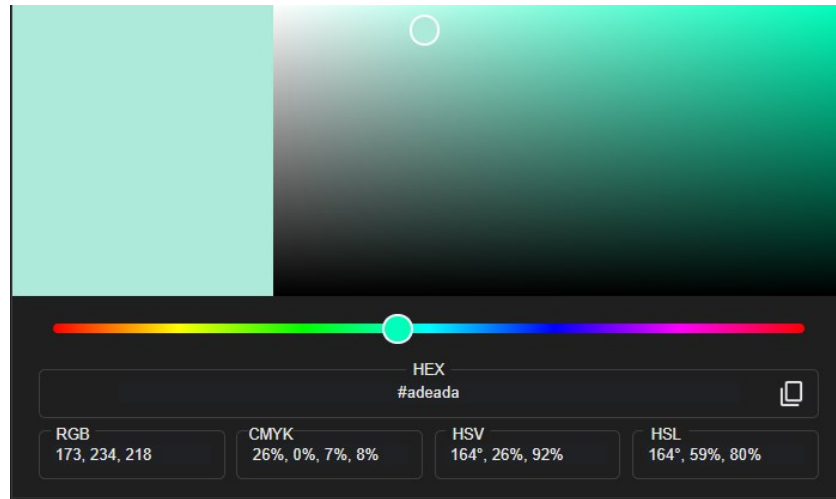 HEX
#adeada
RGB
173, 234, 218
CMYK
26%, 0%, 7%, 8%
HSV
164°, 26%, 92%
HSL
164°, 59%, 80%